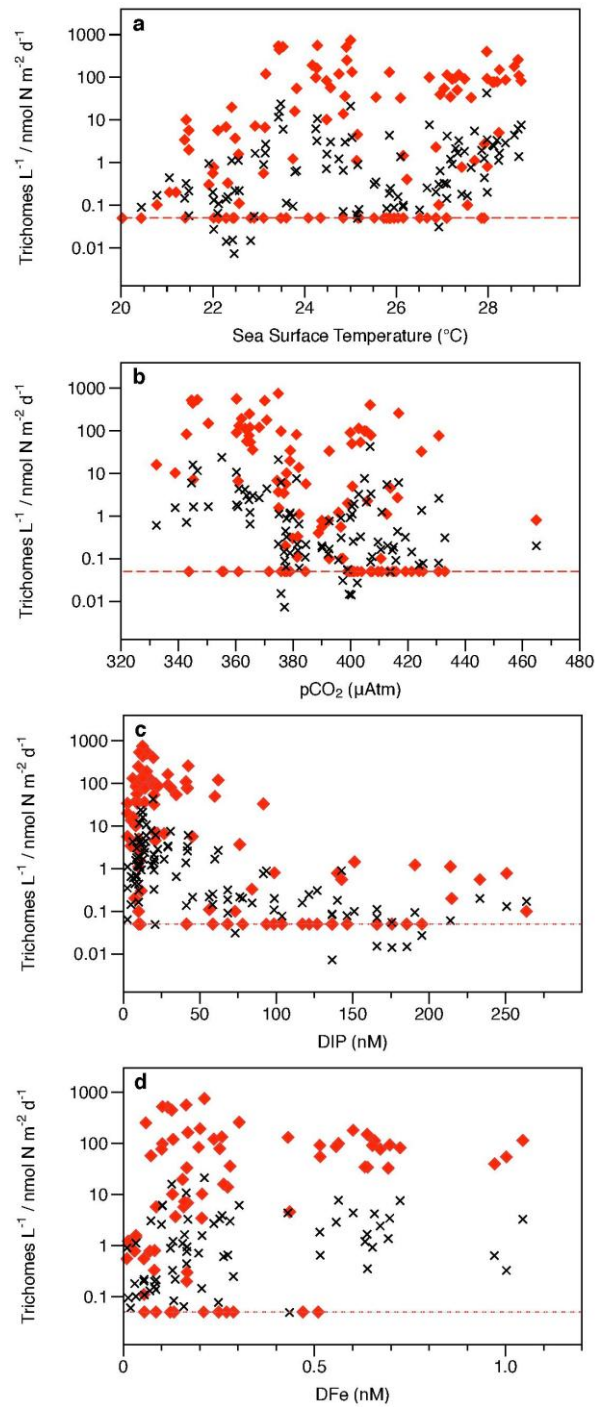 a
1000
100
10
1
0.1
0.01
Trichomes L⁻¹ / nmol N m⁻² d⁻¹
20 22 24 26 28
Sea Surface Temperature (°C)
b
1000
100
10
1
0.1
0.01
Trichomes L⁻¹ / nmol N m⁻² d⁻¹
320 340 360 380 400 420 440 460 480
pCO₂ (µAtm)
c
1000
100
10
1
0.1
0.01
Trichomes L⁻¹ / nmol N m⁻² d⁻¹
0 50 100 150 200 250
DIP (nM)
d
1000
100
10
1
0.1
Trichomes L⁻¹ / nmol N m⁻² d⁻¹
0 0.5 1.0
DFe (nM)